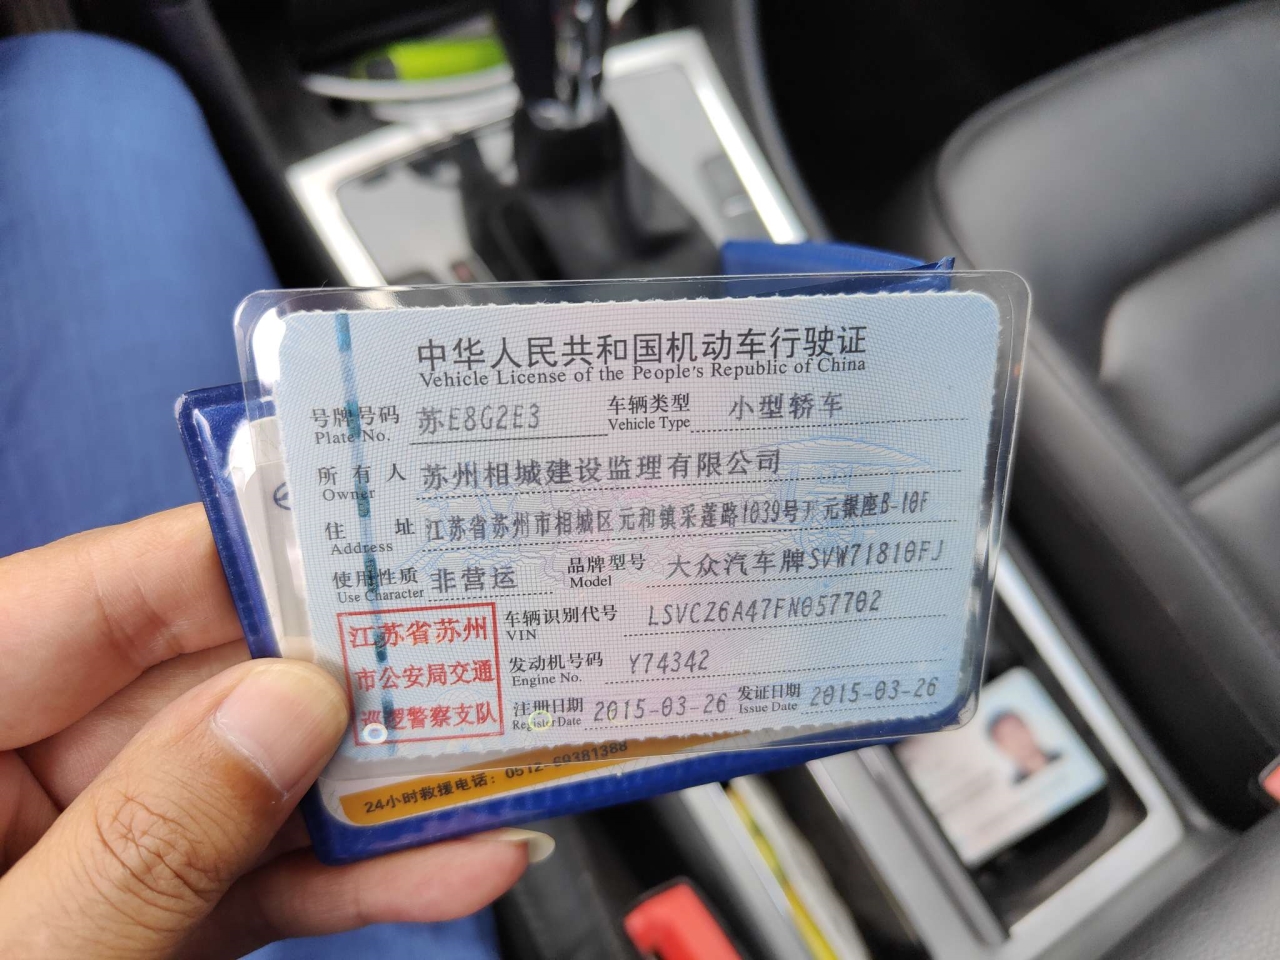 中华人民共和国机动车行驶证
Vehicle License of the People's Republic of China
号牌号码 苏E8G2E3 车辆类型 小型轿车
Plate No. Vehicle Type
所有人 苏州相城建设监理有限公司
Owner
住址 江苏省苏州市相城区元和镇采莲路1039号开元银座B-10F
Address
使用性质 非营运 品牌型号 大众汽车牌SVW71810FJ
Use Character Model
江苏省苏州
市公安局交通
巡逻警察支队
车辆识别代号 LSVCZ6A47FN057702
VIN
发动机号码 Y74342
Engine No.
注册日期 2015-03-26 发证日期 2015-03-26
Register Date Issue Date
24小时救援电话：0512-69381388